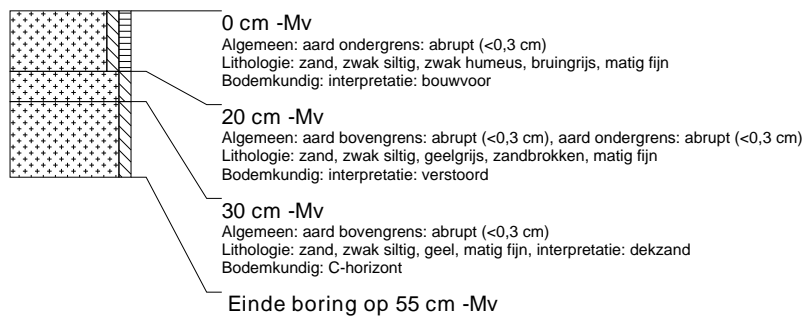 0 cm -Mv
Algemeen: aard ondergrens: abrupt (<0,3 cm)
Lithologie: zand, zwak siltig, zwak humeus, bruingrijs, matig fijn
Bodemkundig: interpretatie: bouwvoor
20 cm -Mv
Algemeen: aard bovengrens: abrupt (<0,3 cm), aard ondergrens: abrupt (<0,3 cm)
Lithologie: zand, zwak siltig, geelgrijs, zandbrokken, matig fijn
Bodemkundig: interpretatie: verstoord
30 cm -Mv
Algemeen: aard bovengrens: abrupt (<0,3 cm)
Lithologie: zand, zwak siltig, geel, matig fijn, interpretatie: dekzand
Bodemkundig: C-horizont
Einde boring op 55 cm -Mv